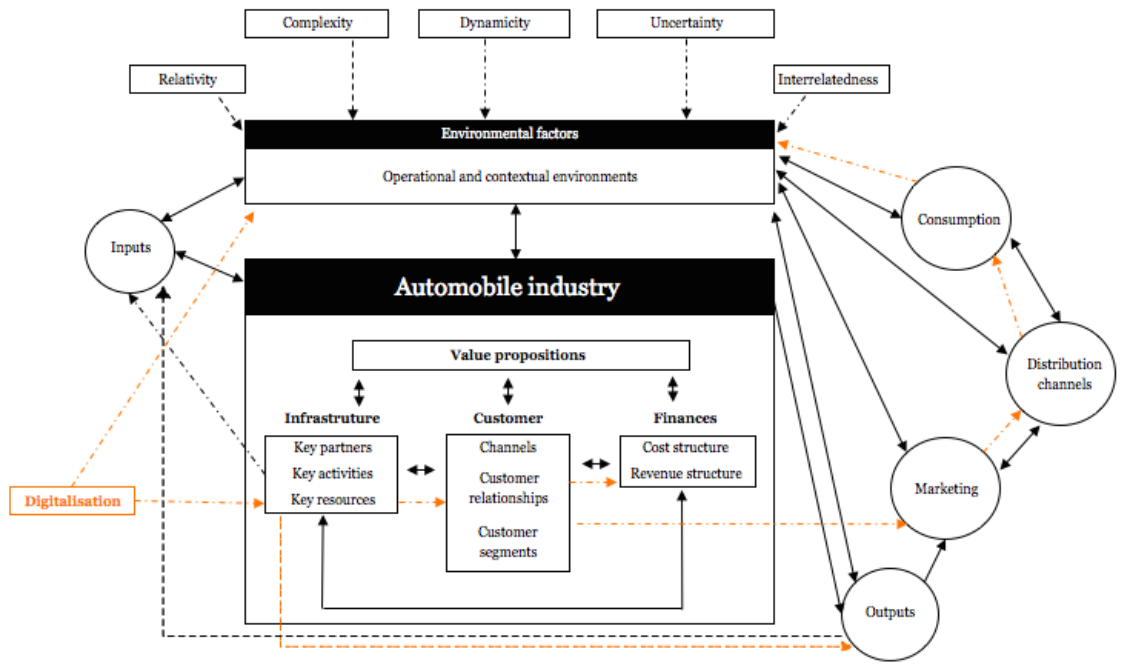 Complexity
Dynamicity
Uncertainty
Relativity
Interrelatedness
Environmental factors
Operational and contextual environments
Consumption
Inputs
Automobile industry
Value propositions
Distribution
channels
Infrastruture
Customer
Finances
Key partners
Key activities
Key resources
Channels
Customer
relationships
Customer
segments
Cost structure
Revenue structure
Digitalisation
Marketing
Outputs